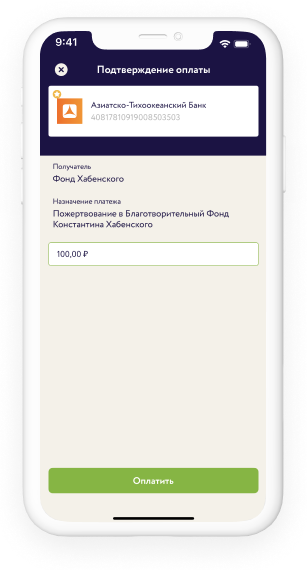 9:41
Подтверждение оплаты
Азиатско-Тихоокеанский Банк
40817810919008503503
Получатель
Фонд Хабенского
Назначение платежа
Пожертвование в Благотворительный Фонд
Константина Хабенского
100,00 ₽
Оплатить